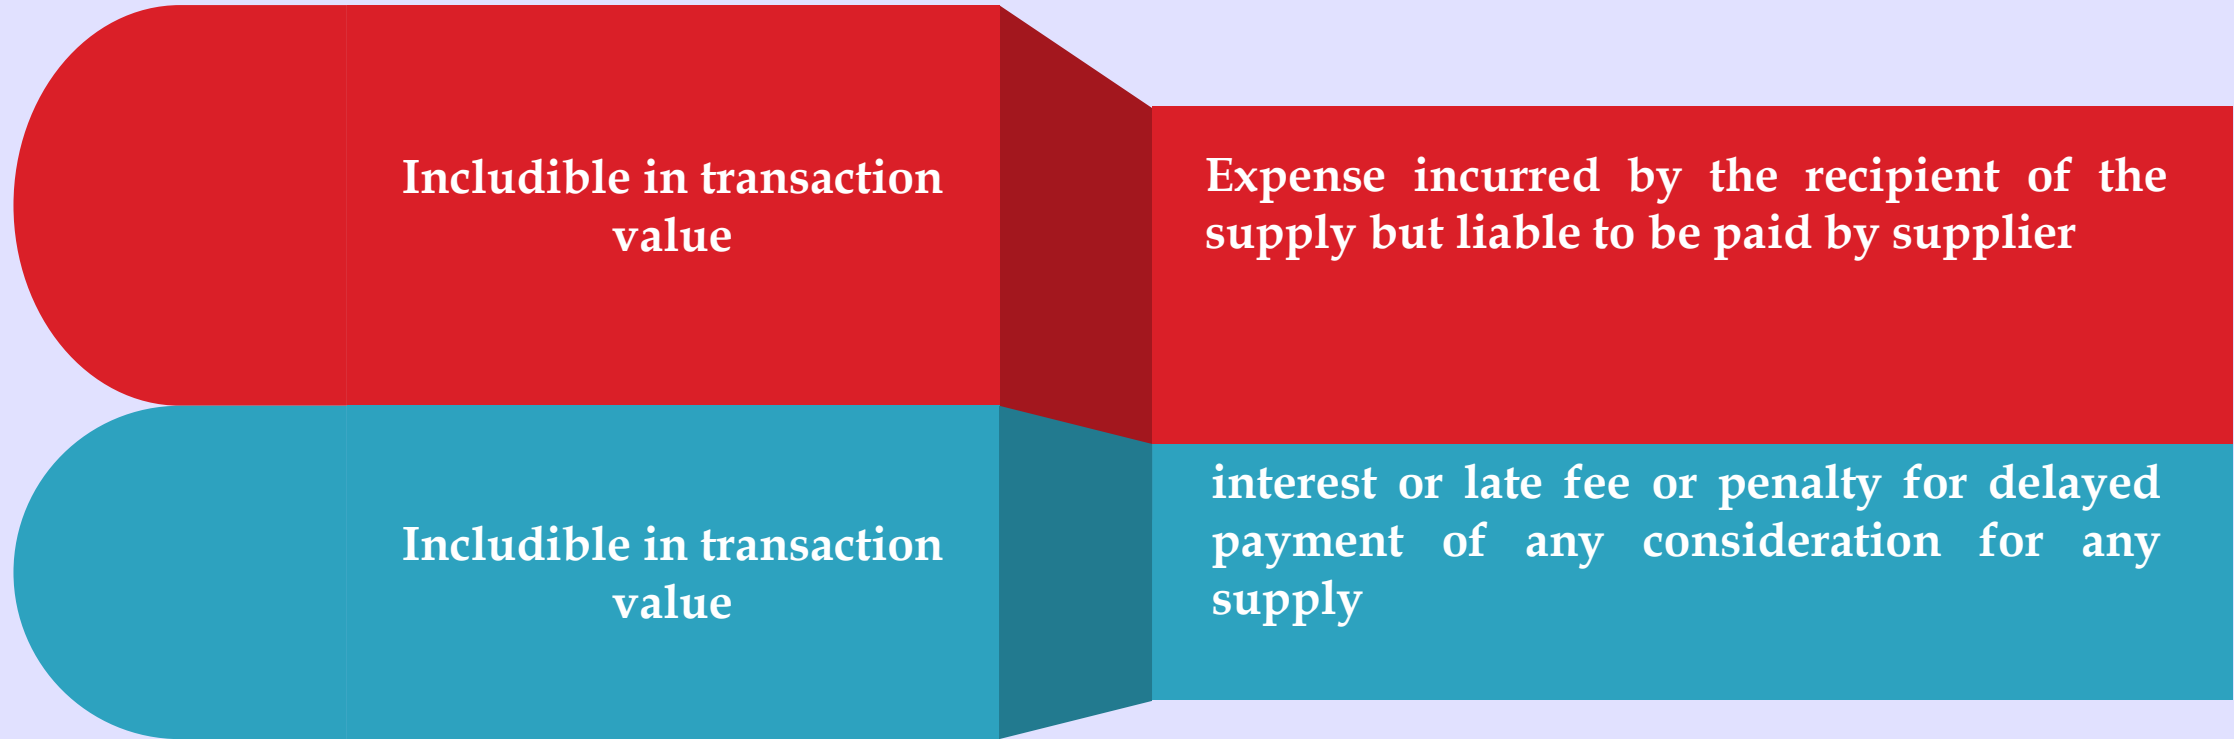 Includible in transaction
value
Expense incurred by the recipient of the
supply but liable to be paid by supplier
Includible in transaction
value
interest or late fee or penalty for delayed
payment of any consideration for any
supply